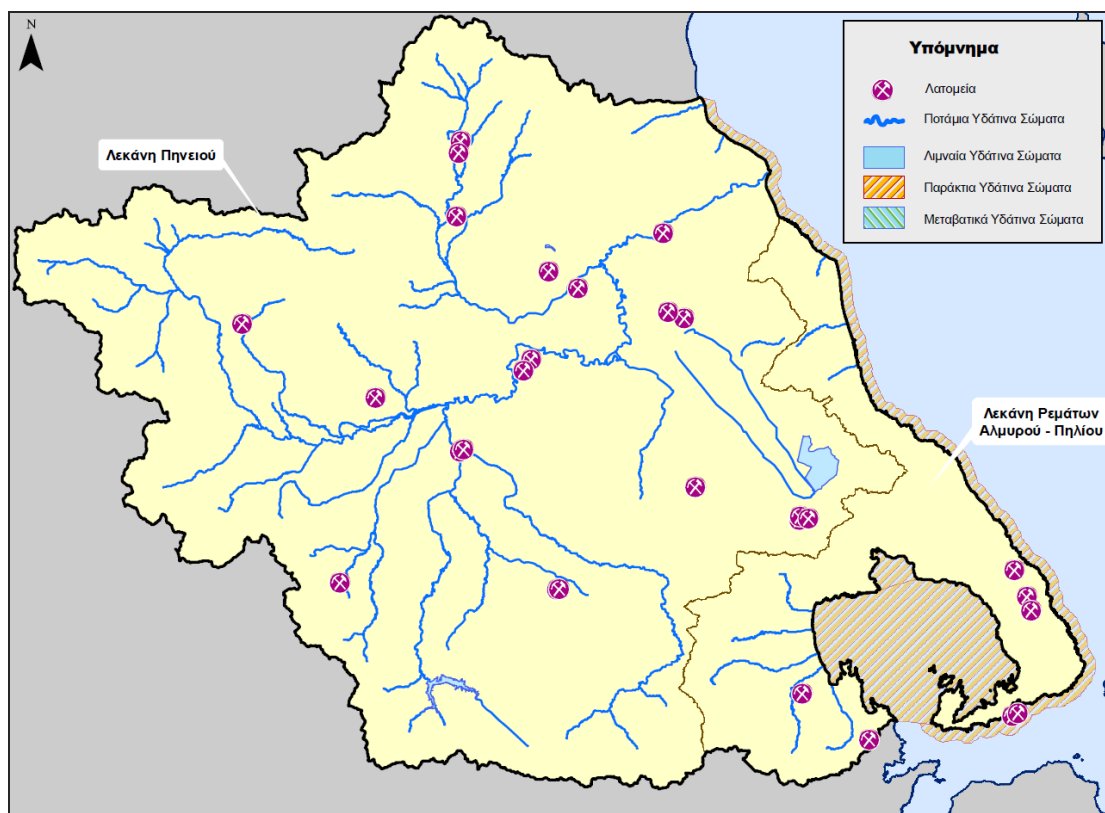 N
Υπόμνημα
Λατομεία
Ποτάμια Υδάτινα Σώματα
Λιμναία Υδάτινα Σώματα
Παράκτια Υδάτινα Σώματα
Μεταβατικά Υδάτινα Σώματα
Λεκάνη Πηνειού
Λεκάνη Ρεμάτων
Αλμυρού - Πηλίου